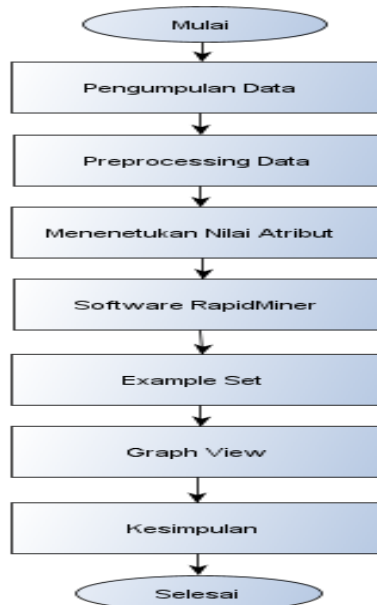 Mulai
Pengumpulan Data
Preprocessing Data
Menenetukan Nilai Atribut
Software RapidMiner
Example Set
Graph View
Kesimpulan
Selesai